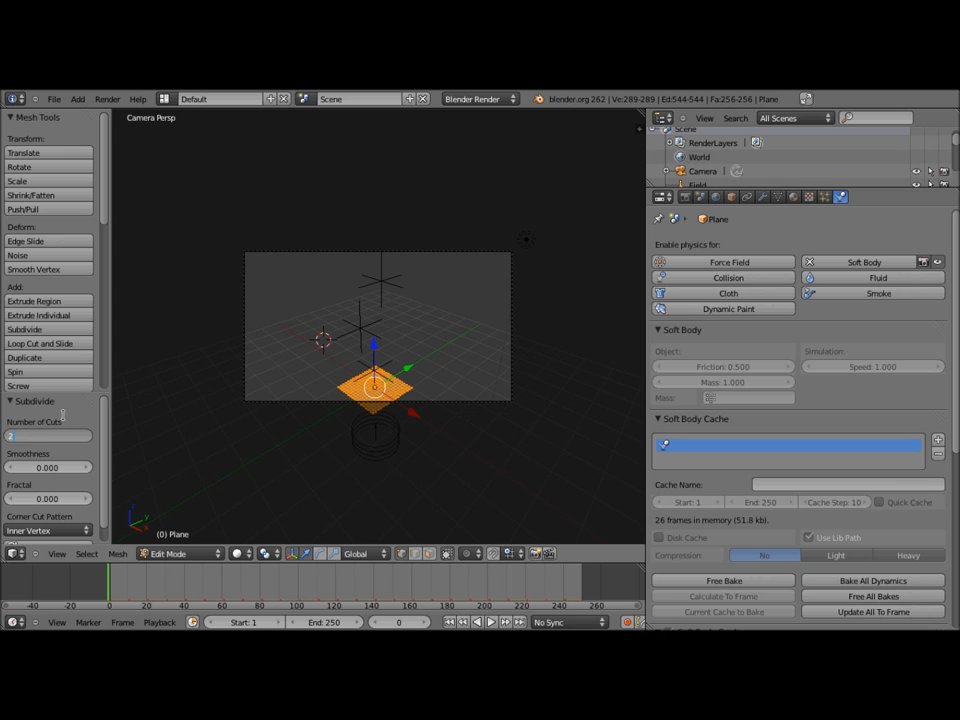 File Add Render Help Default Scene Blender Render blender.org 262 | Ve:289-289 | Ed:544-544 | Fa:256-256 | Plane
Mesh Tools
Transform:
Translate
Rotate
Scale
Shrink/Fatten
Push/Pull
Deform:
Edge Slide
Noise
Smooth Vertex
Add:
Extrude Region
Extrude Individual
Subdivide
Loop Cut and Slide
Duplicate
Spin
Screw
Subdivide
Number of Cuts
2
Smoothness
0.000
Fractal
0.000
Corner Cut Pattern
Inner Vertex
Camera Persp
(0) Plane
View Select Mesh Edit Mode Global
-40 -20 0 20 40 60 80 100 120 140 160 180 200 220 240 260
View Marker Frame Playback Start: 1 End: 250 0 No Sync
View Search All Scenes
Scene
RenderLayers
World
Camera
Field
Plane
Enable physics for:
Force Field Soft Body
Collision Fluid
Cloth Smoke
Dynamic Paint
Soft Body
Object: Simulation:
Friction: 0.500 Speed: 1.000
Mass: 1.000
Mass:
Soft Body Cache
Cache Name:
Start: 1 End: 250 Cache Step: 10 Quick Cache
26 frames in memory (51.8 kb).
Disk Cache Use Lib Path
Compression: No Light Heavy
Free Bake Bake All Dynamics
Calculate To Frame Free All Bakes
Current Cache to Bake Update All To Frame